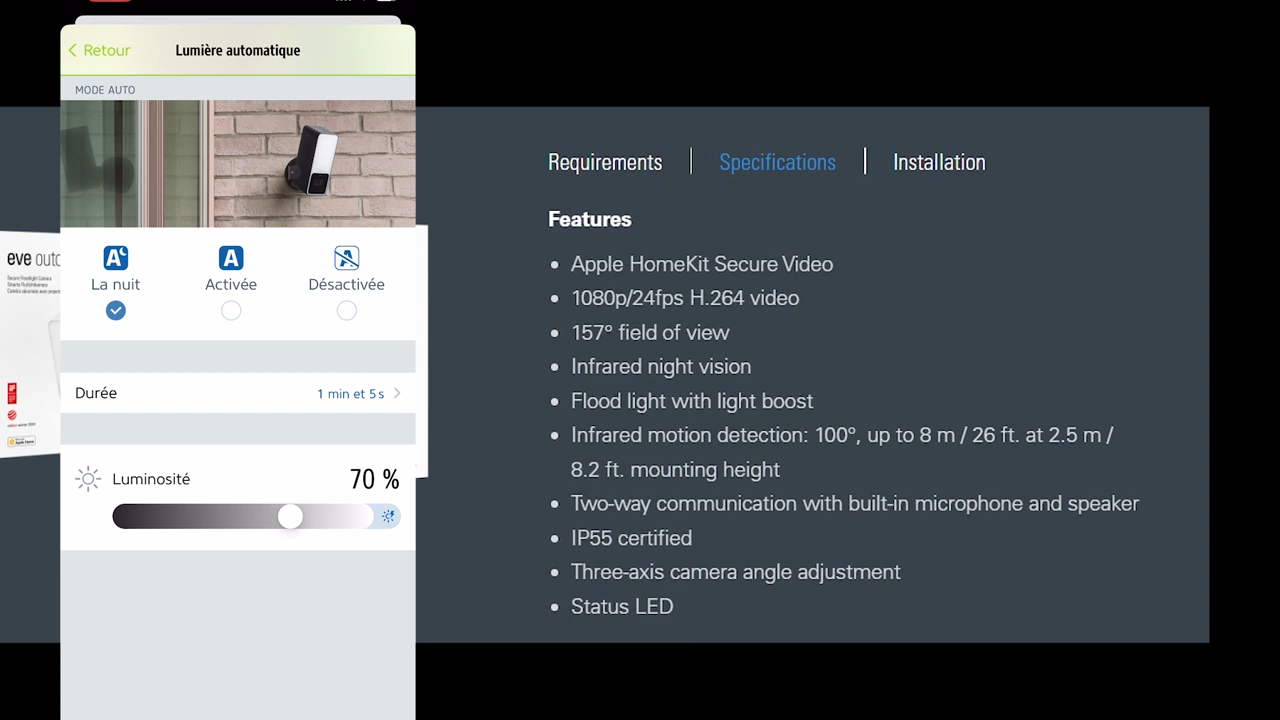 Retour
Lumière automatique
MODE AUTO
La nuit
Activée
Désactivée
Durée
1 min et 5 s
Luminosité
70 %
eve outd
Requirements
Specifications
Installation
Features
Apple HomeKit Secure Video
1080p/24fps H.264 video
157° field of view
Infrared night vision
Flood light with light boost
Infrared motion detection: 100°, up to 8 m / 26 ft. at 2.5 m /
8.2 ft. mounting height
Two-way communication with built-in microphone and speaker
IP55 certified
Three-axis camera angle adjustment
Status LED